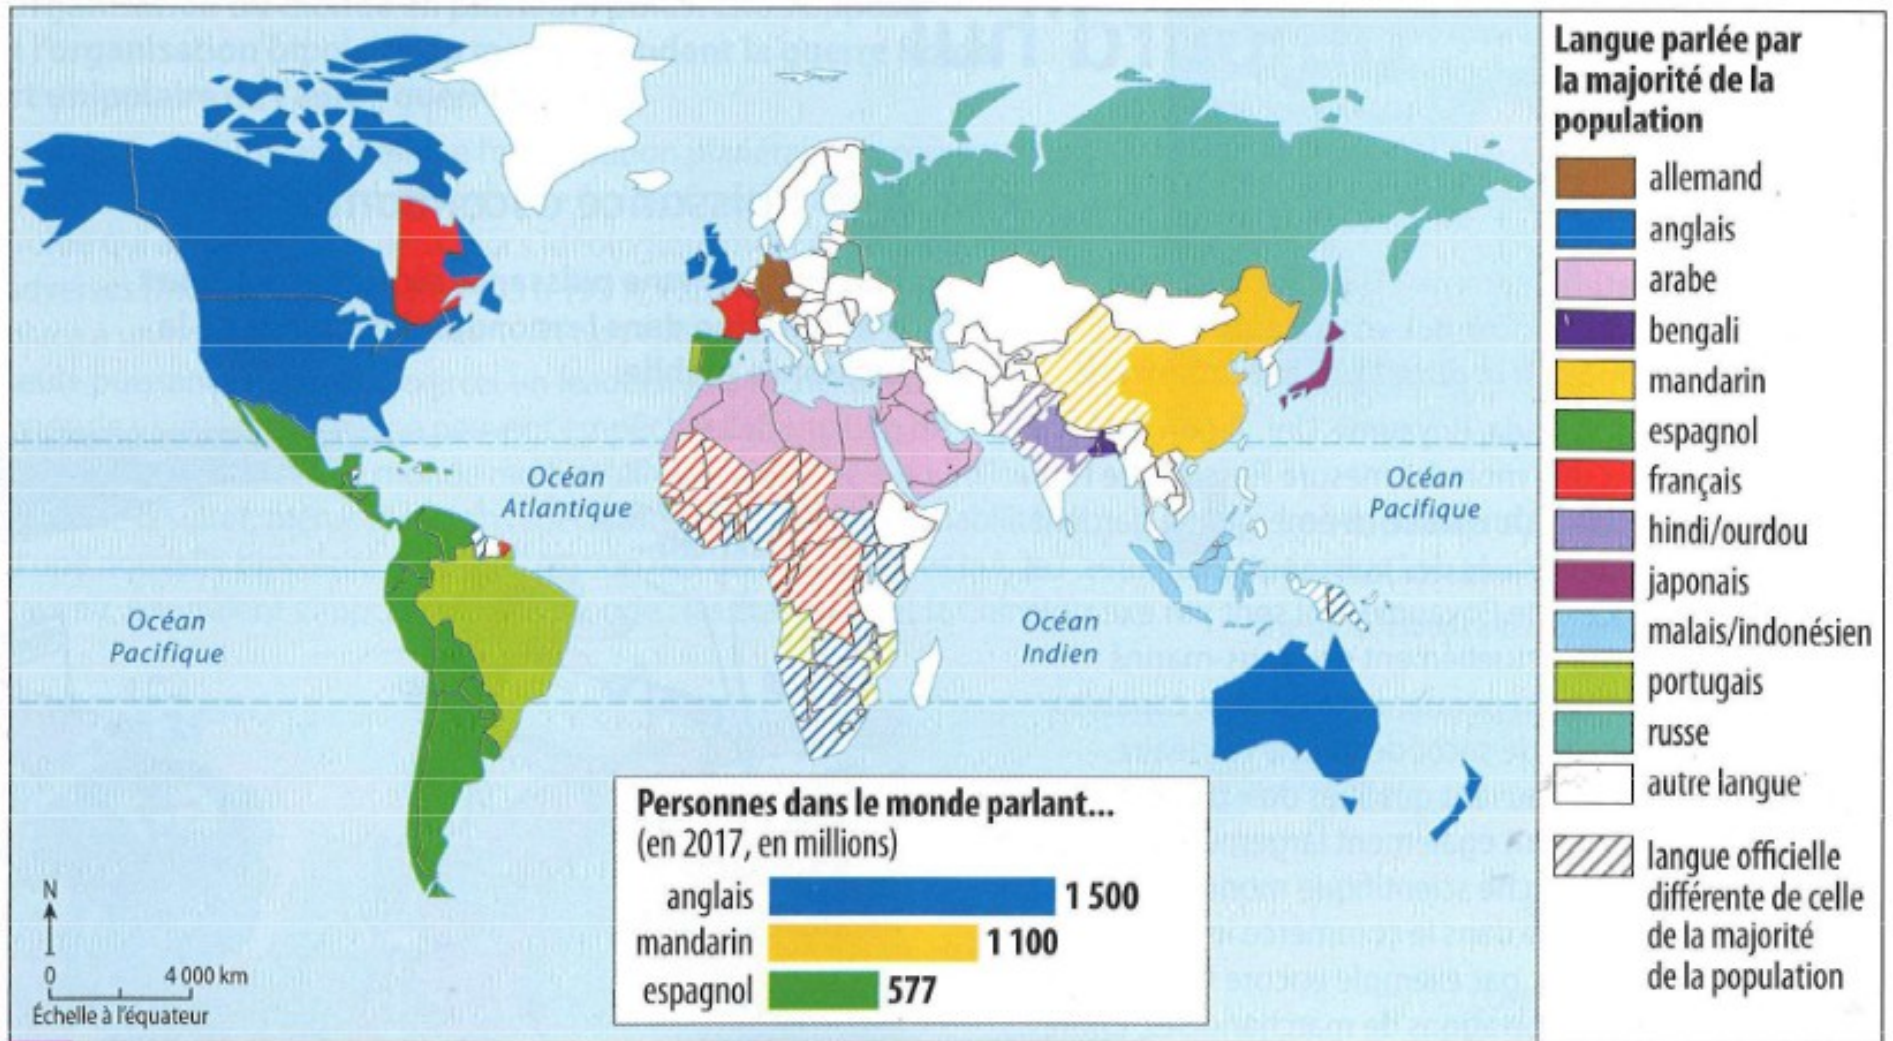 Langue parlée par
la majorité de la
population
allemand
anglais
arabe
bengali
mandarin
espagnol
français
hindi/ourdou
japonais
malais/indonésien
portugais
russe
autre langue
langue officielle
différente de celle
de la majorité
de la population
Océan
Atlantique
Océan
Pacifique
Océan
Pacifique
Océan
Indien
Personnes dans le monde parlant...
(en 2017, en millions)
anglais 1 500
mandarin 1 100
espagnol 577
N
0 4 000 km
Échelle à l'équateur